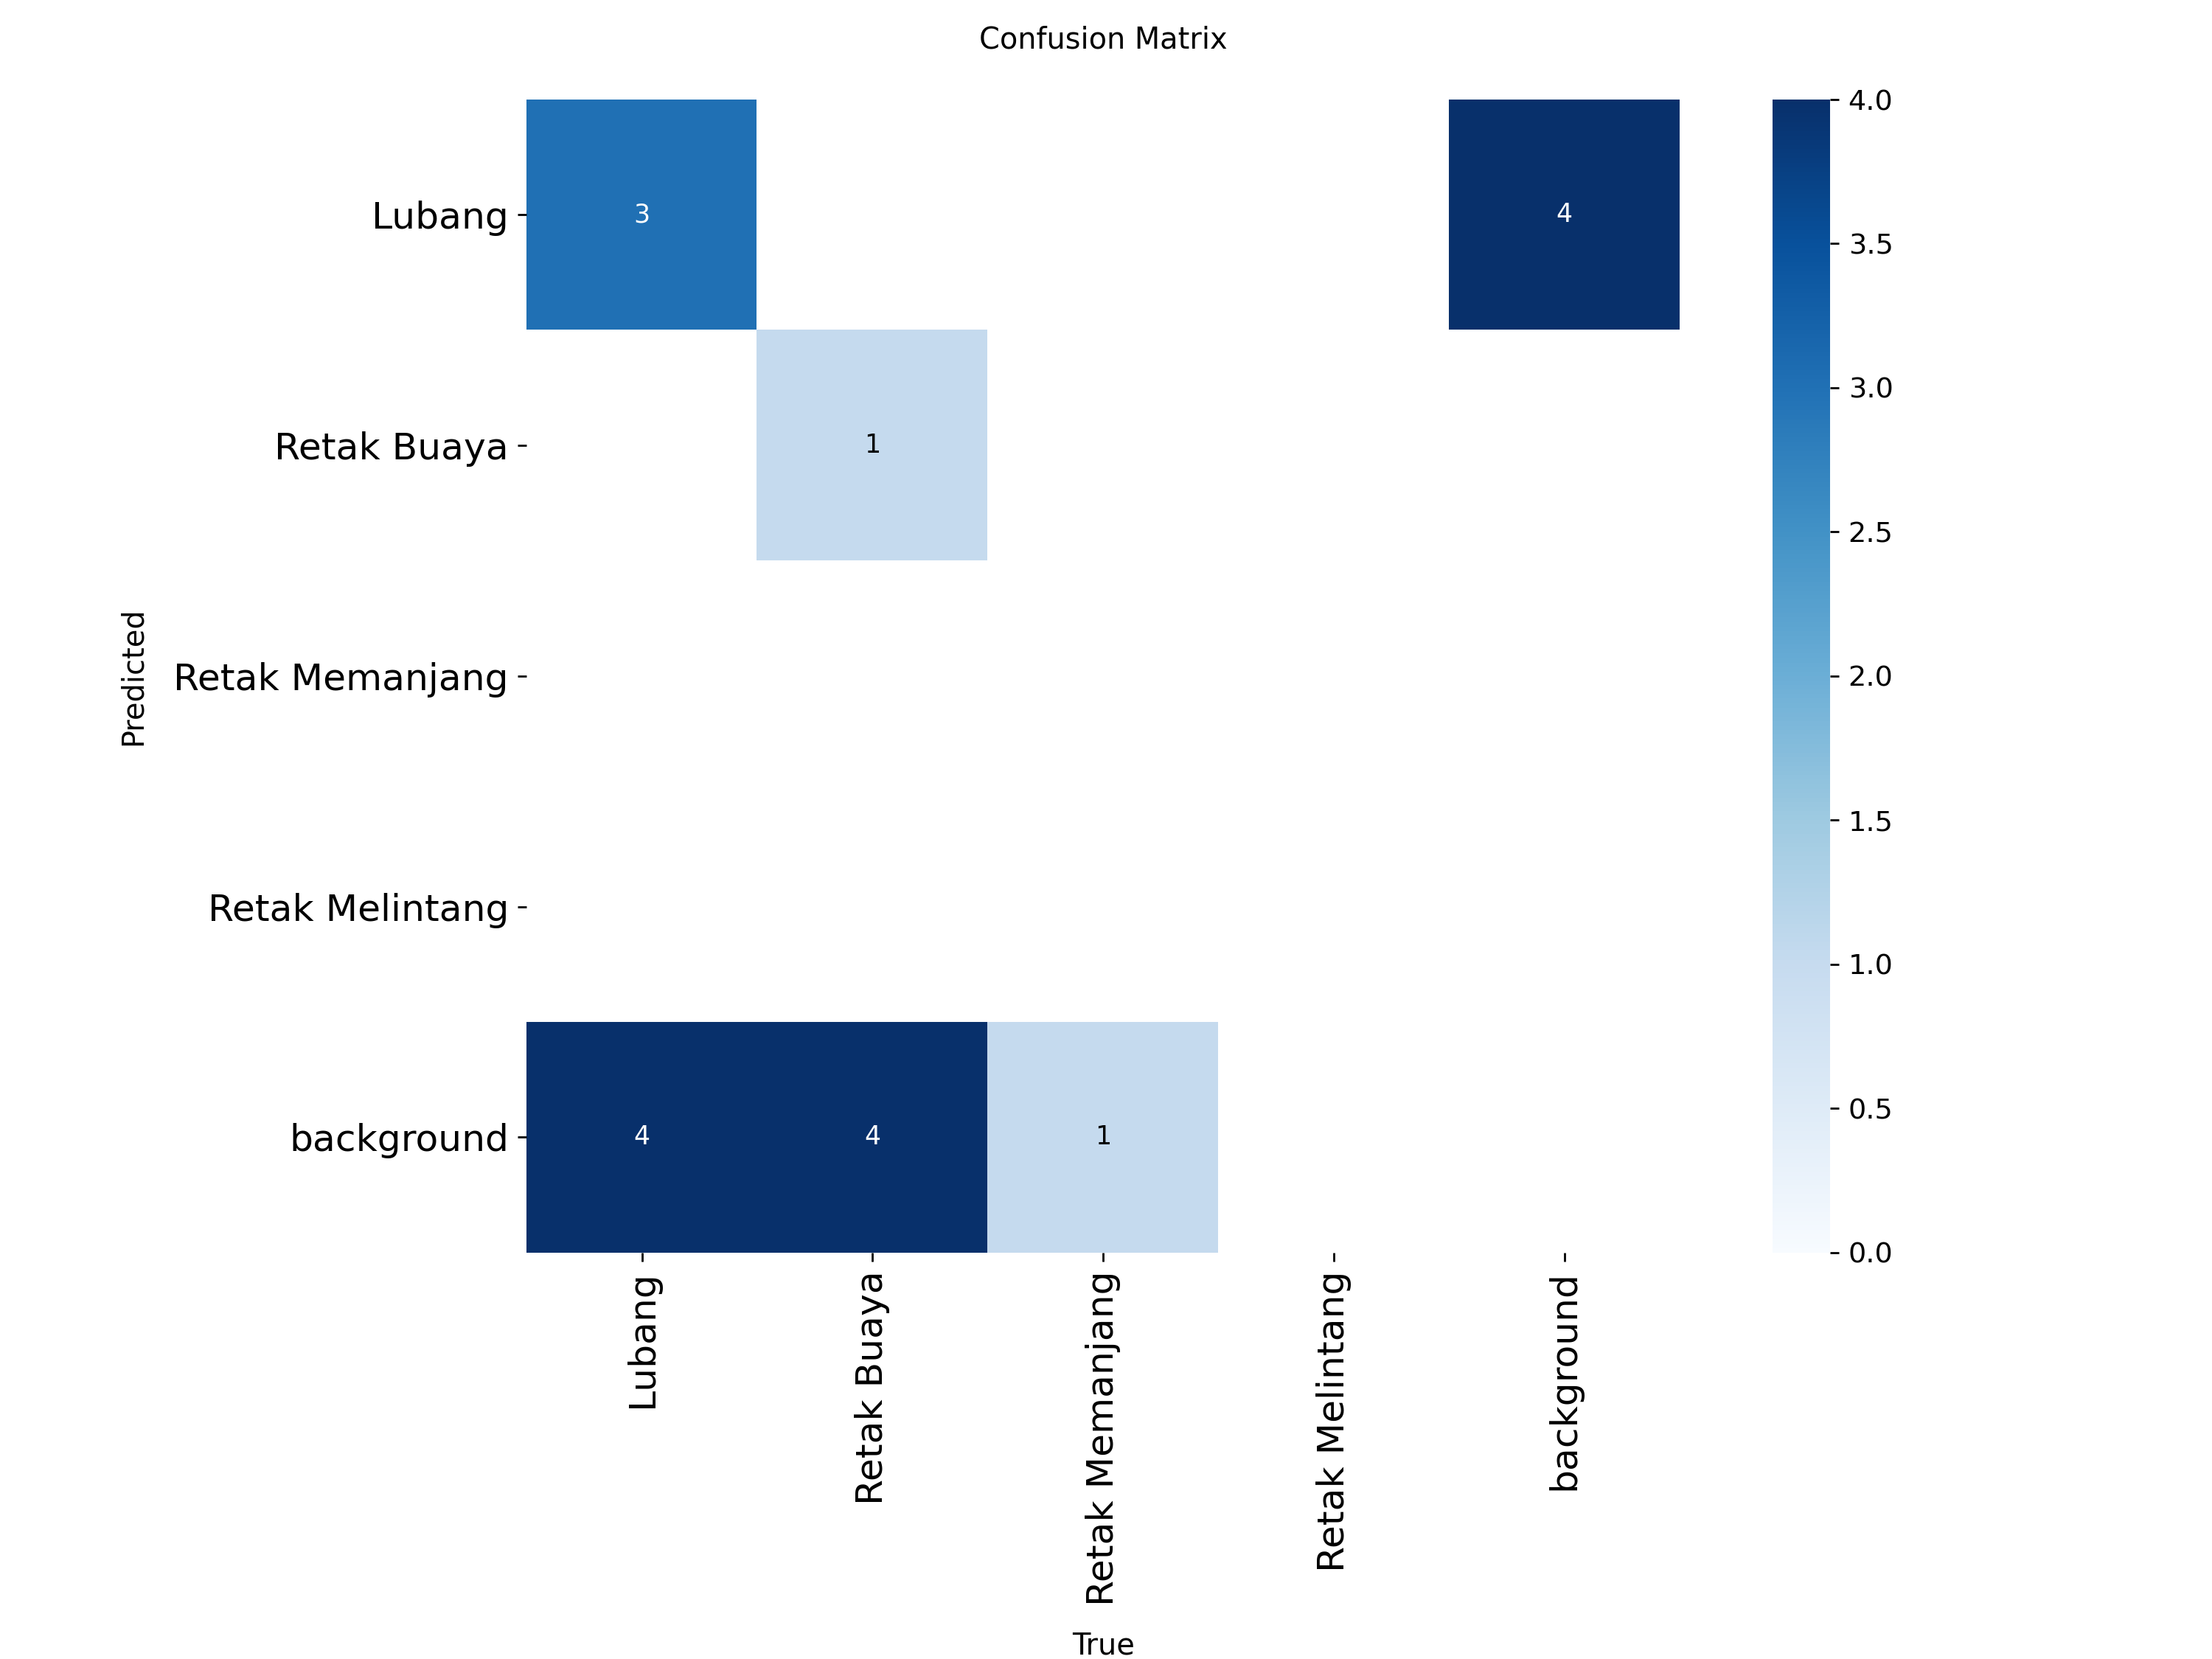 Confusion Matrix
Lubang
3
4
Retak Buaya
1
Retak Memanjang
Retak Melintang
background
4
4
1
Predicted
Lubang
Retak Buaya
Retak Memanjang
Retak Melintang
background
True
4.0
3.5
3.0
2.5
2.0
1.5
1.0
0.5
0.0